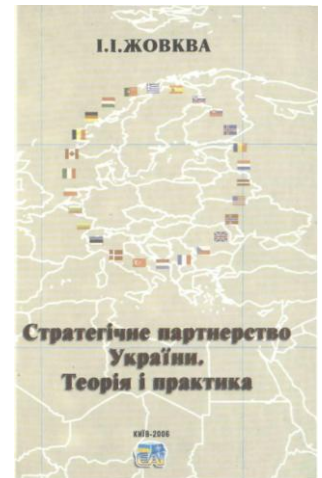 І.І.ЖОВКВА
Стратегічне партнерство
України.
Теорія і практика
КИЇВ-2006